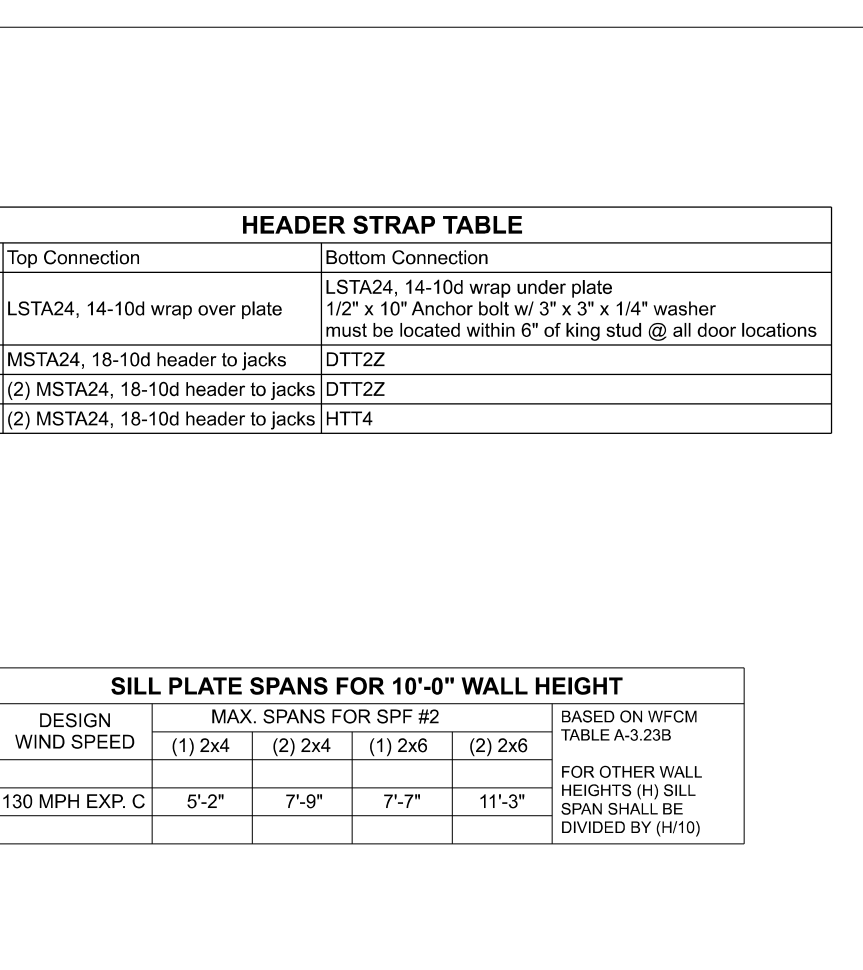 HEADER STRAP TABLE
Top Connection
Bottom Connection
LSTA24, 14-10d wrap over plate
LSTA24, 14-10d wrap under plate
1/2" x 10" Anchor bolt w/ 3" x 3" x 1/4" washer
must be located within 6" of king stud @ all door locations
MSTA24, 18-10d header to jacks
DTT2Z
(2) MSTA24, 18-10d header to jacks
DTT2Z
(2) MSTA24, 18-10d header to jacks
HTT4
SILL PLATE SPANS FOR 10'-0" WALL HEIGHT
DESIGN
WIND SPEED
MAX. SPANS FOR SPF #2
(1) 2x4
(2) 2x4
(1) 2x6
(2) 2x6
130 MPH EXP. C
5'-2"
7'-9"
7'-7"
11'-3"
BASED ON WFCM
TABLE A-3.23B
FOR OTHER WALL
HEIGHTS (H) SILL
SPAN SHALL BE
DIVIDED BY (H/10)